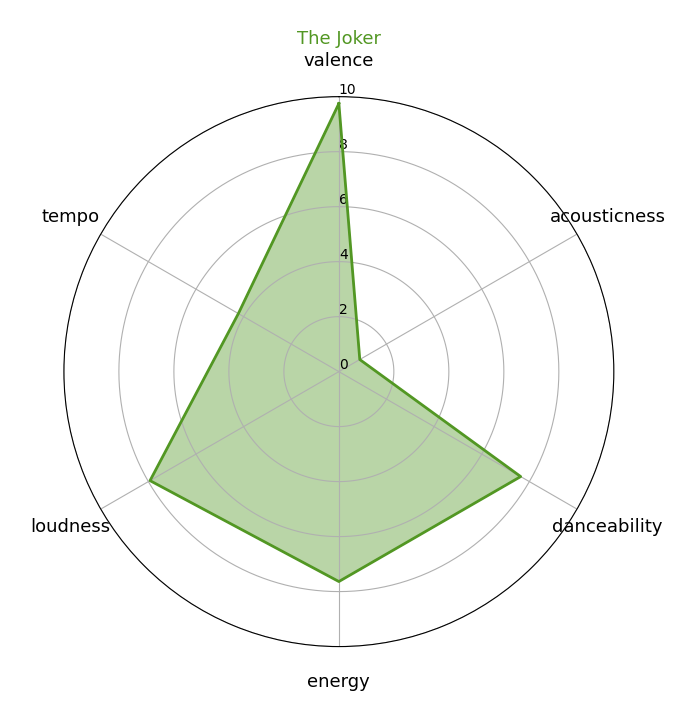 The Joker
valence
10
8
6
4
2
0
tempo
acousticness
loudness
danceability
energy